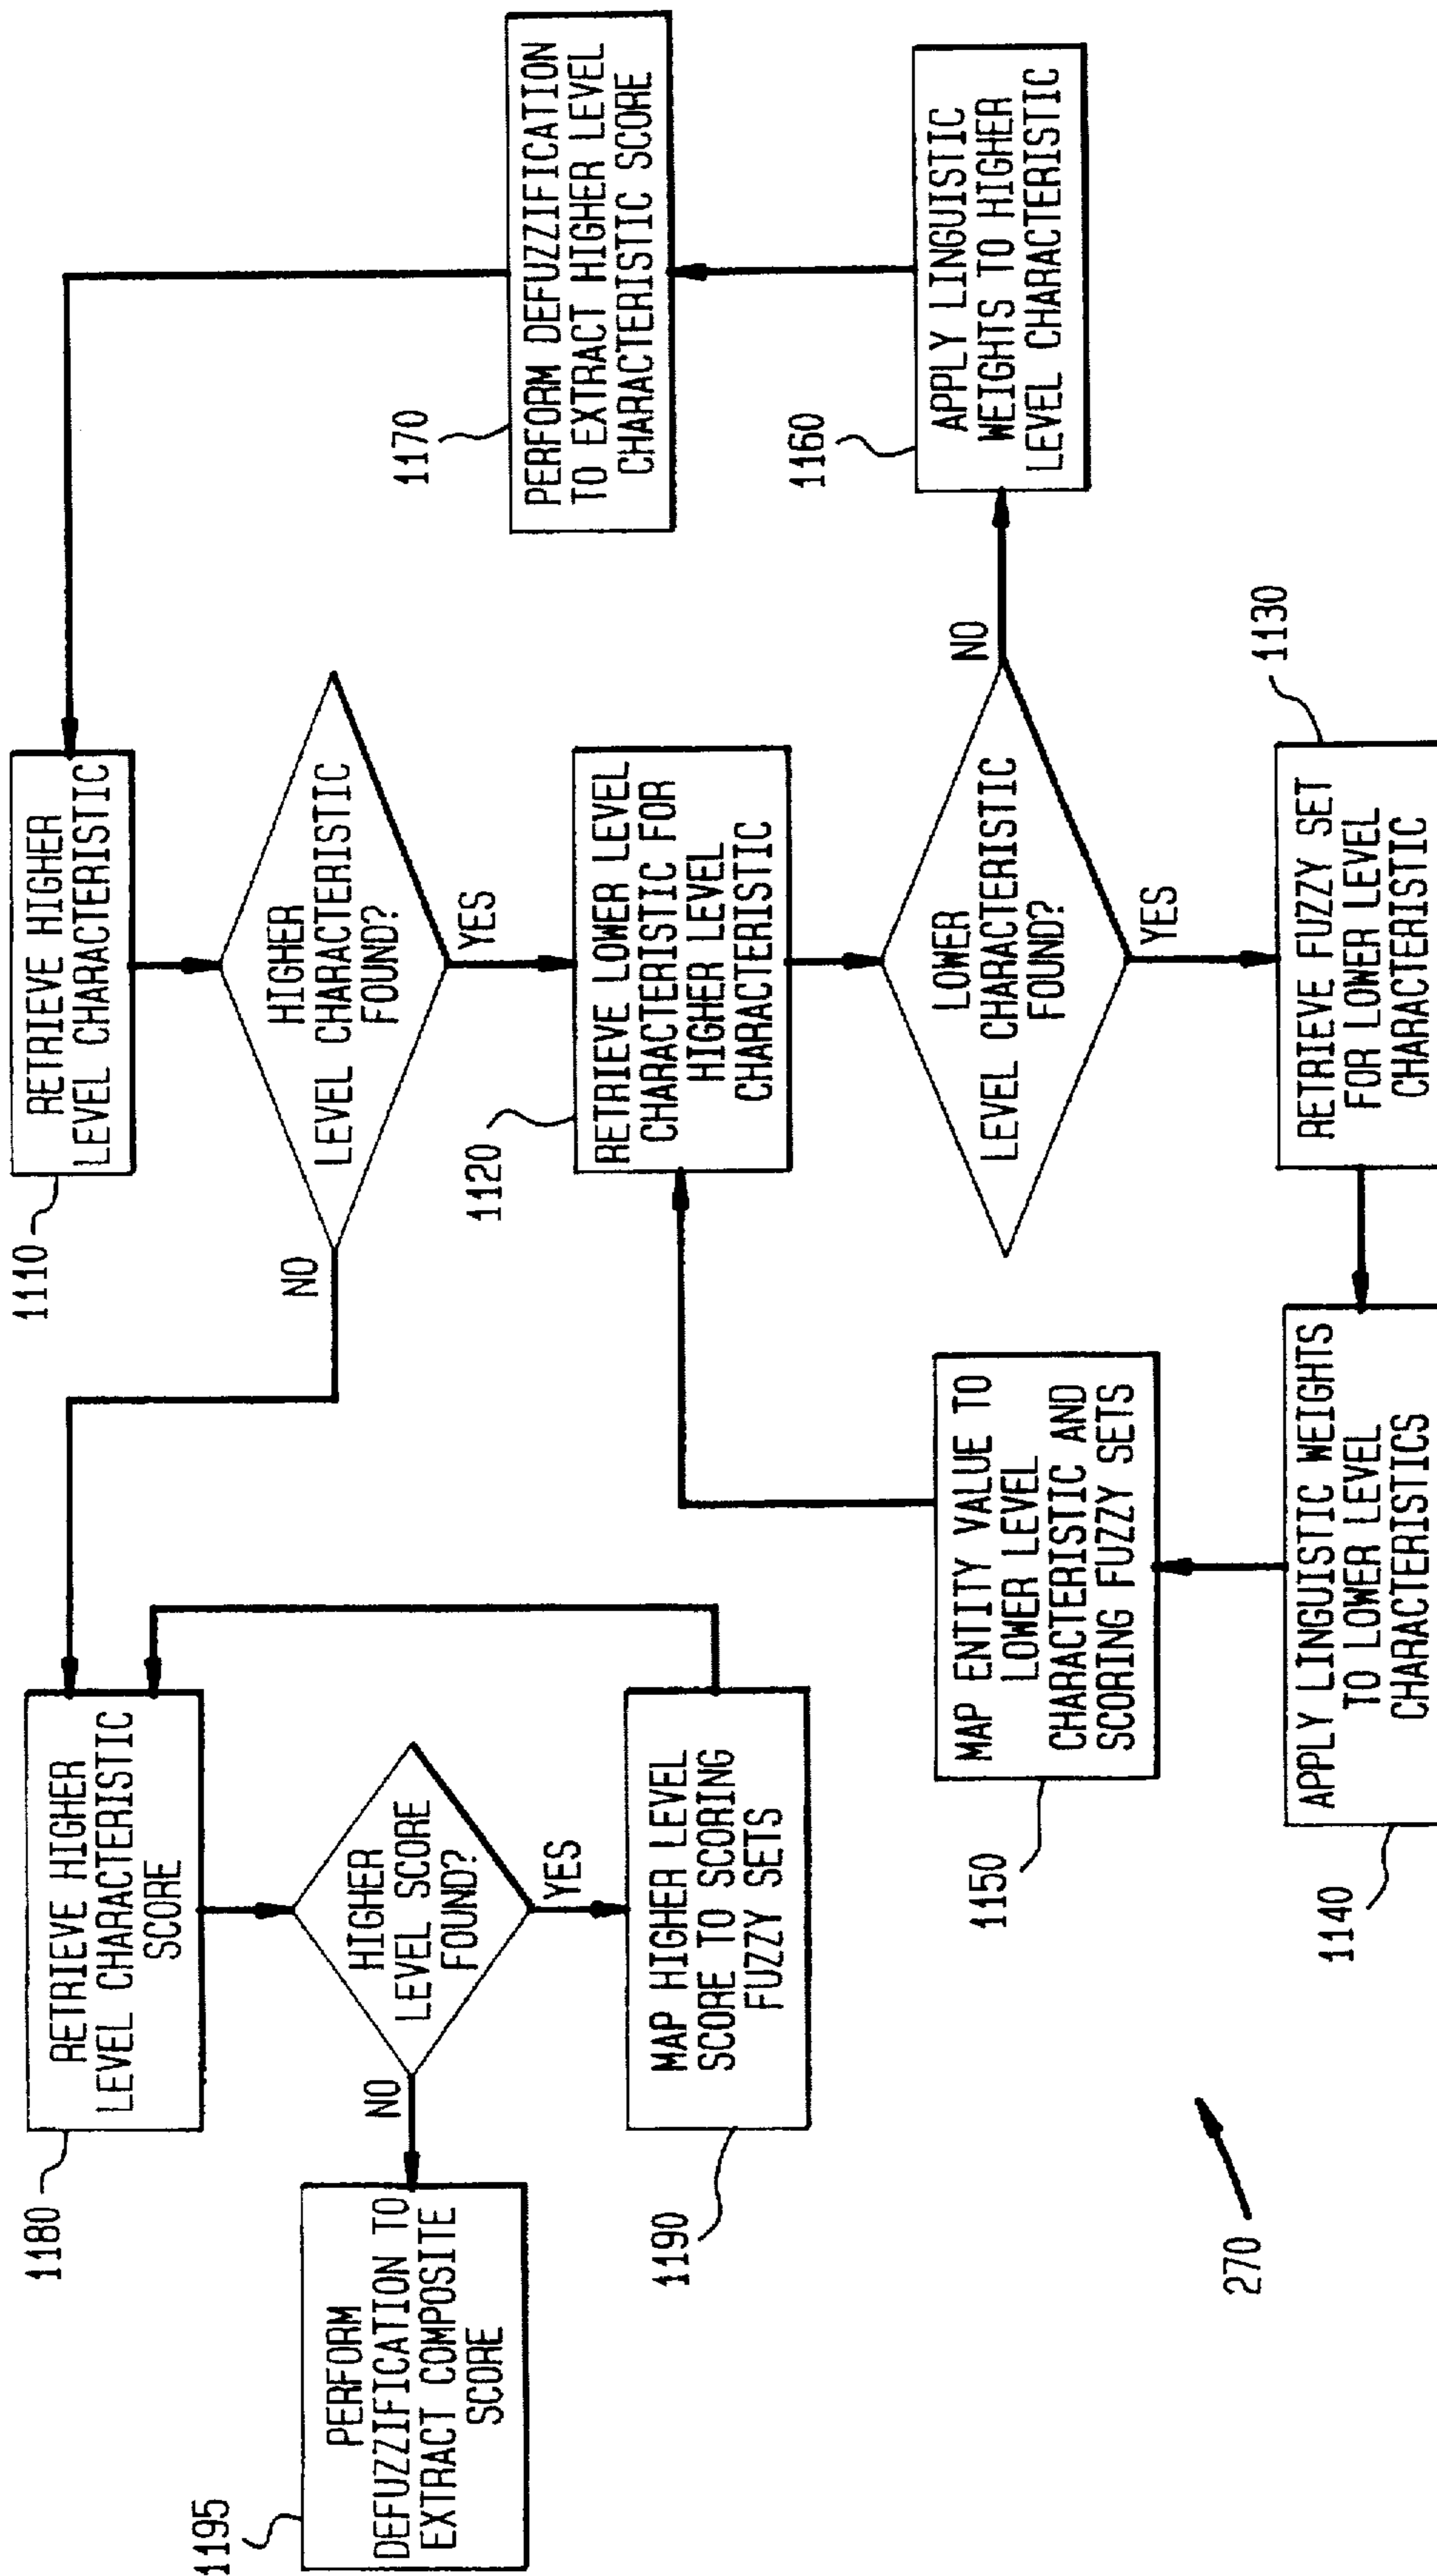 1110
RETRIEVE HIGHER
LEVEL CHARACTERISTIC
HIGHER
LEVEL CHARACTERISTIC
FOUND?
NO
YES
1120
RETRIEVE LOWER LEVEL
CHARACTERISTIC FOR
HIGHER LEVEL
CHARACTERISTIC
LOWER
LEVEL CHARACTERISTIC
FOUND?
NO
YES
1130
RETRIEVE FUZZY SET
FOR LOWER LEVEL
CHARACTERISTIC
1140
APPLY LINGUISTIC WEIGHTS
TO LOWER LEVEL
CHARACTERISTICS
1150
MAP ENTITY VALUE TO
LOWER LEVEL
CHARACTERISTIC AND
SCORING FUZZY SETS
1160
APPLY LINGUISTIC
WEIGHTS TO HIGHER
LEVEL CHARACTERISTIC
1170
PERFORM DEFUZZIFICATION
TO EXTRACT HIGHER LEVEL
CHARACTERISTIC SCORE
1180
RETRIEVE HIGHER
LEVEL CHARACTERISTIC
SCORE
HIGHER
LEVEL SCORE
FOUND?
NO
YES
1190
MAP HIGHER LEVEL
SCORE TO SCORING
FUZZY SETS
1195
PERFORM
DEFUZZIFICATION TO
EXTRACT COMPOSITE
SCORE
270